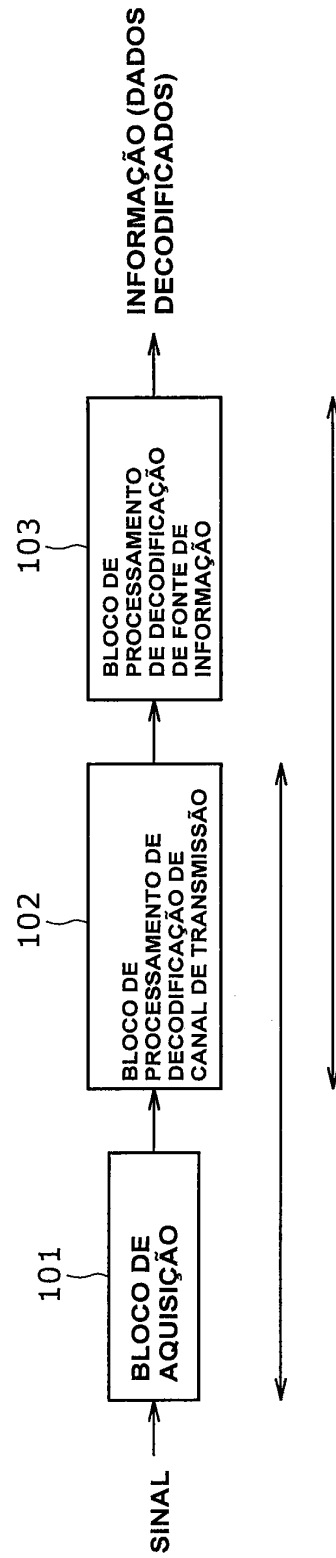 SINAL
101
BLOCO DE
AQUISIÇÃO
102
BLOCO DE
PROCESSAMENTO DE
DECODIFICAÇÃO DE
CANAL DE TRANSMISSÃO
103
BLOCO DE
PROCESSAMENTO
DE DECODIFICAÇÃO
DE FONTE DE
INFORMAÇÃO
INFORMAÇÃO (DADOS
DECODIFICADOS)